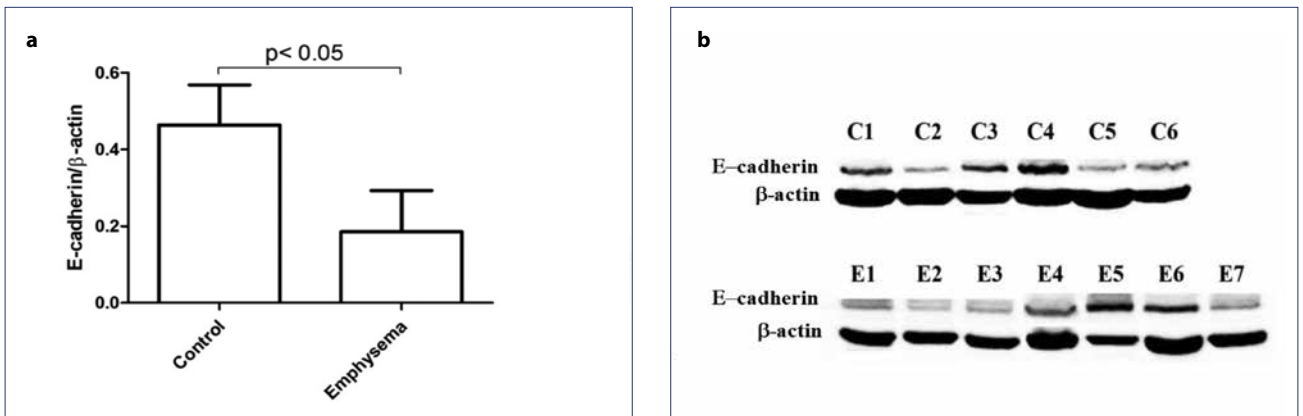 a
p< 0.05
E-cadherin/β-actin
0.6
0.4
0.2
0.0
Control
Emphysema
b
C1 C2 C3 C4 C5 C6
E–cadherin
β-actin
E1 E2 E3 E4 E5 E6 E7
E–cadherin
β-actin